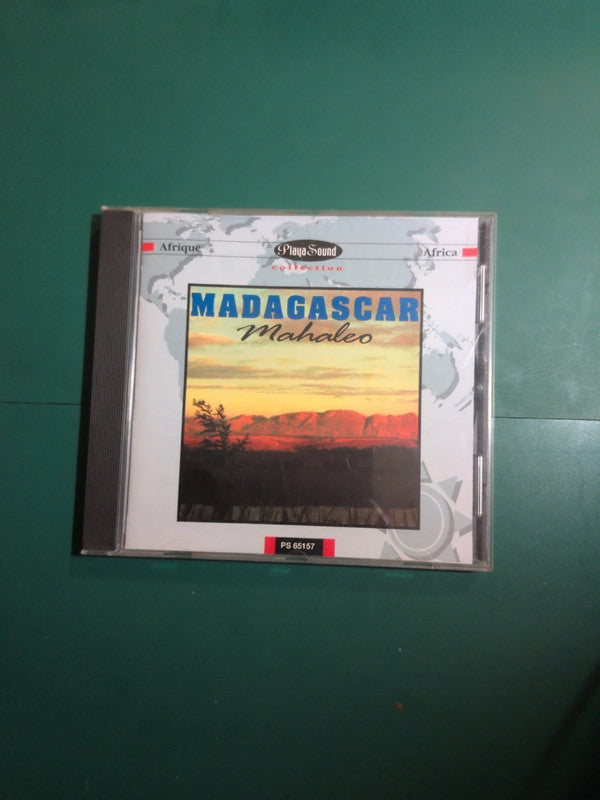 Afrique
Playa Sound
Africa
collection
MADAGASCAR
Mahaleo
PS 65157